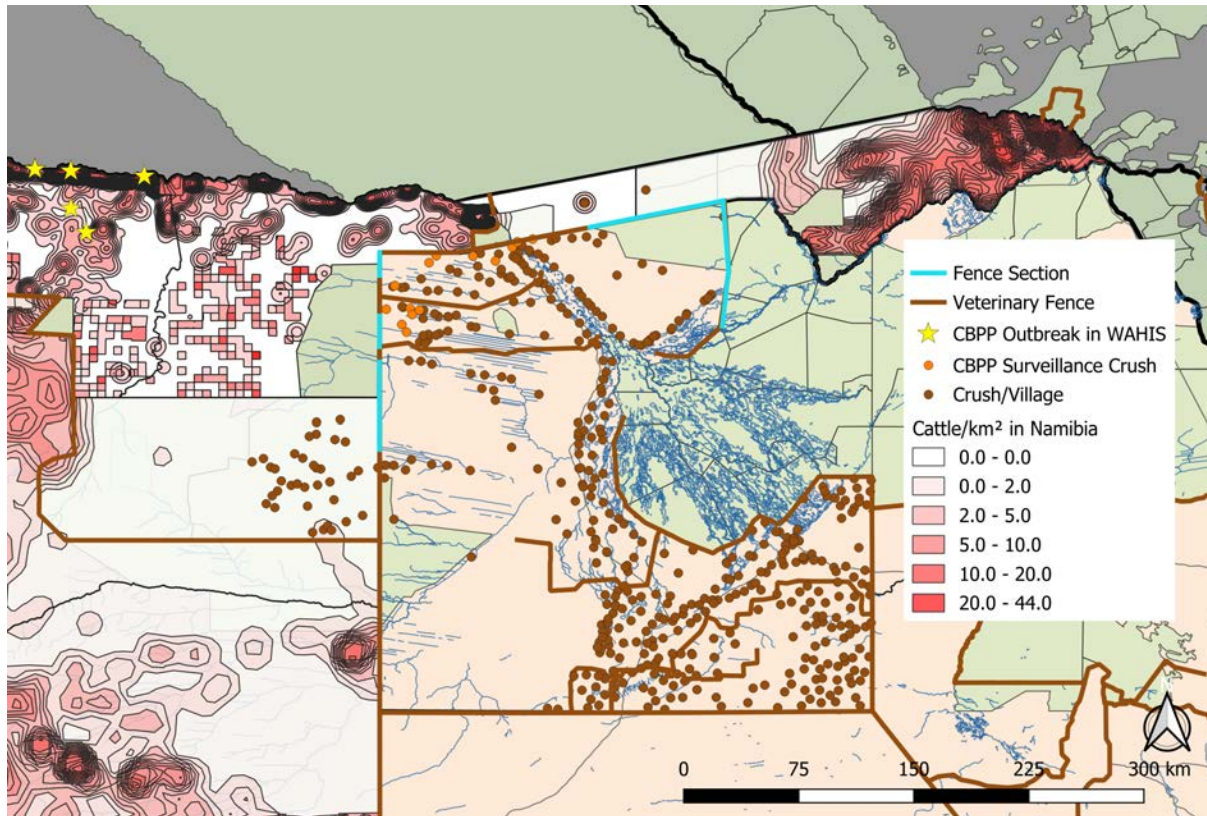 Fence Section
Veterinary Fence
CBPP Outbreak in WAHIS
CBPP Surveillance Crush
Crush/Village
Cattle/km² in Namibia
0.0 - 0.0
0.0 - 2.0
2.0 - 5.0
5.0 - 10.0
10.0 - 20.0
20.0 - 44.0
0 75 150 225 300 km